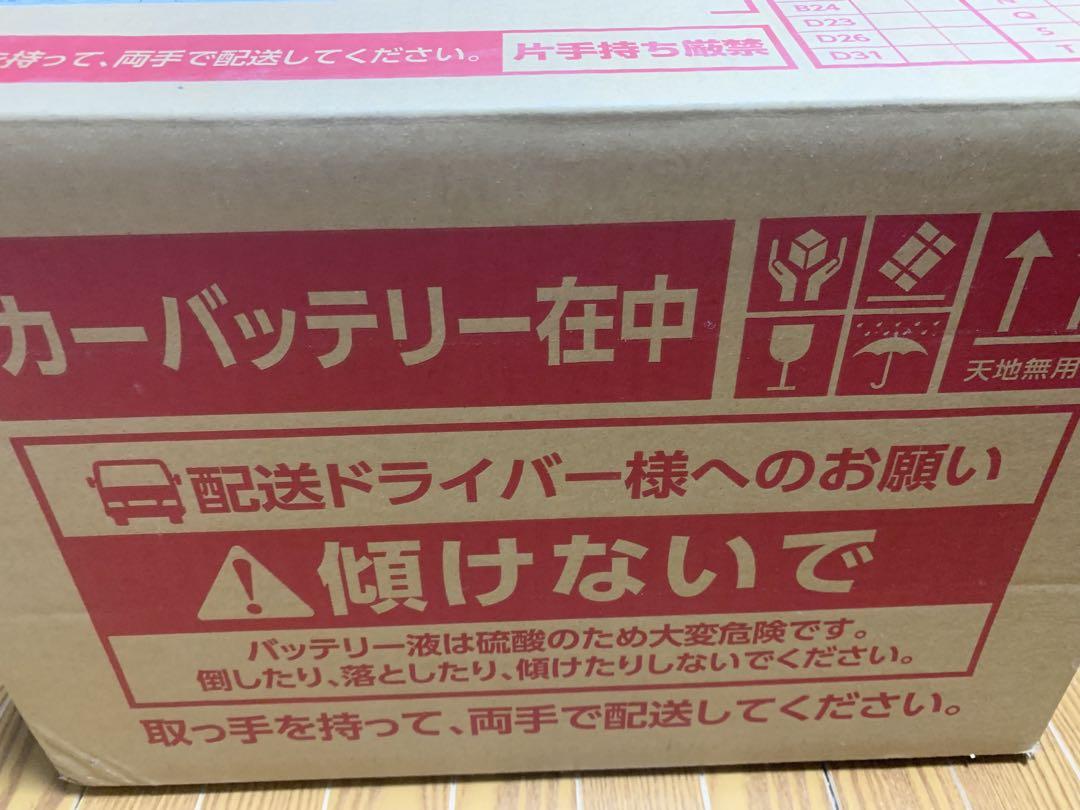 を持って、両手で配送してください。
片手持ち厳禁
B24
D23
D26
D31
N
Q
S
T
カーバッテリー在中
天地無用
配送ドライバー様へのお願い
傾けないで
バッテリー液は硫酸のため大変危険です。
倒したり、落としたり、傾けたりしないでください。
取っ手を持って、両手で配送してください。